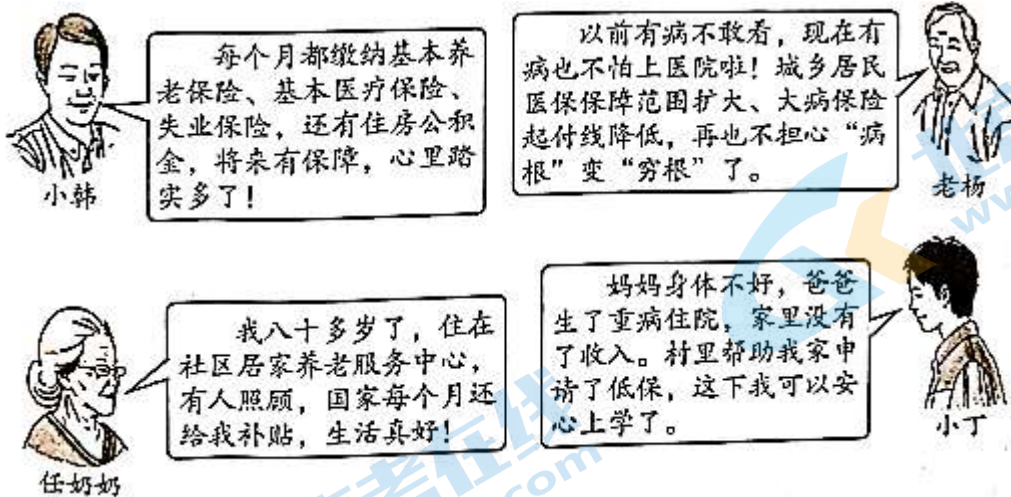 每个月都缴纳基本养
老保险、基本医疗保险、
失业保险，还有住房公积
金，将来有保障，心里踏
实多了！
小韩
以前有病不敢看，现在有
病也不怕上医院啦！城乡居民
医保保障范围扩大、大病保险
起付线降低，再也不担心“病
根”变“穷根”了。
老杨
我八十多岁了，住在
社区居家养老服务中心，
有人照顾，国家每个月还
给我补贴，生活真好！
任奶奶
妈妈身体不好，爸爸
生了重病住院，家里没有
了收入。村里帮助我家申
请了低保，这下我可以安
心上学了。
小丁